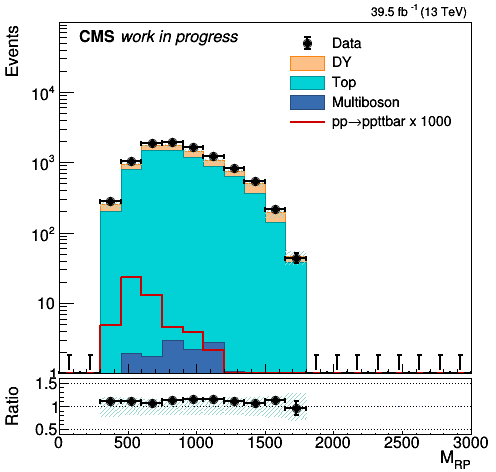 39.5 fb⁻¹ (13 TeV)
CMS work in progress
Events
Data
DY
Top
Multiboson
pp→ppttbar x 1000
10⁴
10³
10²
10
1
Ratio
1.5
1
0.5
0 500 1000 1500 2000 2500 3000
M_RP